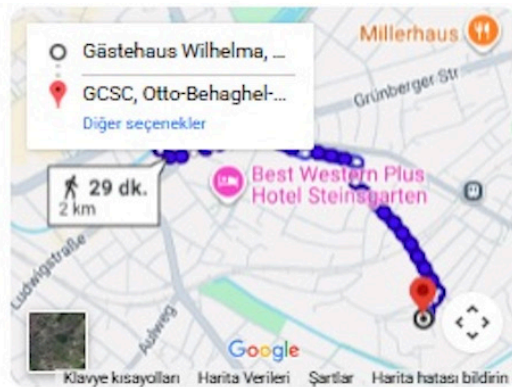 Gästehaus Wilhelma, ...
GCSC, Otto-Behaghel-...
Diğer seçenekler
Millerhaus
Grünberger Str
Best Western Plus
Hotel Steinsgarten
29 dk.
2 km
Ludwigstraße
Aulweg
Google
Klavye kısayolları Harita Verileri Şartlar Harita hatası bildirin